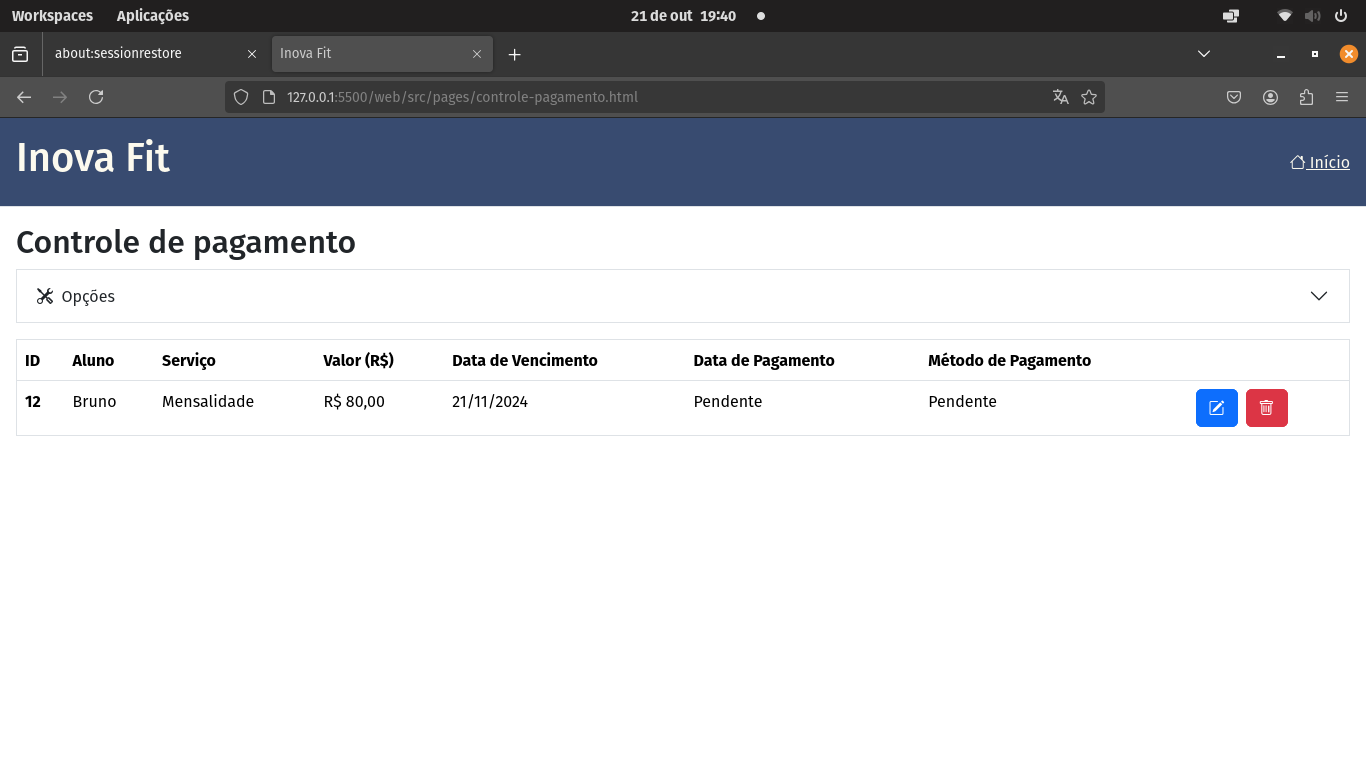 Workspaces Aplicações 21 de out 19:40
about:sessionrestore Inova Fit
127.0.0.1:5500/web/src/pages/controle-pagamento.html
Inova Fit
Início
Controle de pagamento
Opções
ID Aluno Serviço Valor (R$) Data de Vencimento Data de Pagamento Método de Pagamento
12 Bruno Mensalidade R$ 80,00 21/11/2024 Pendente Pendente